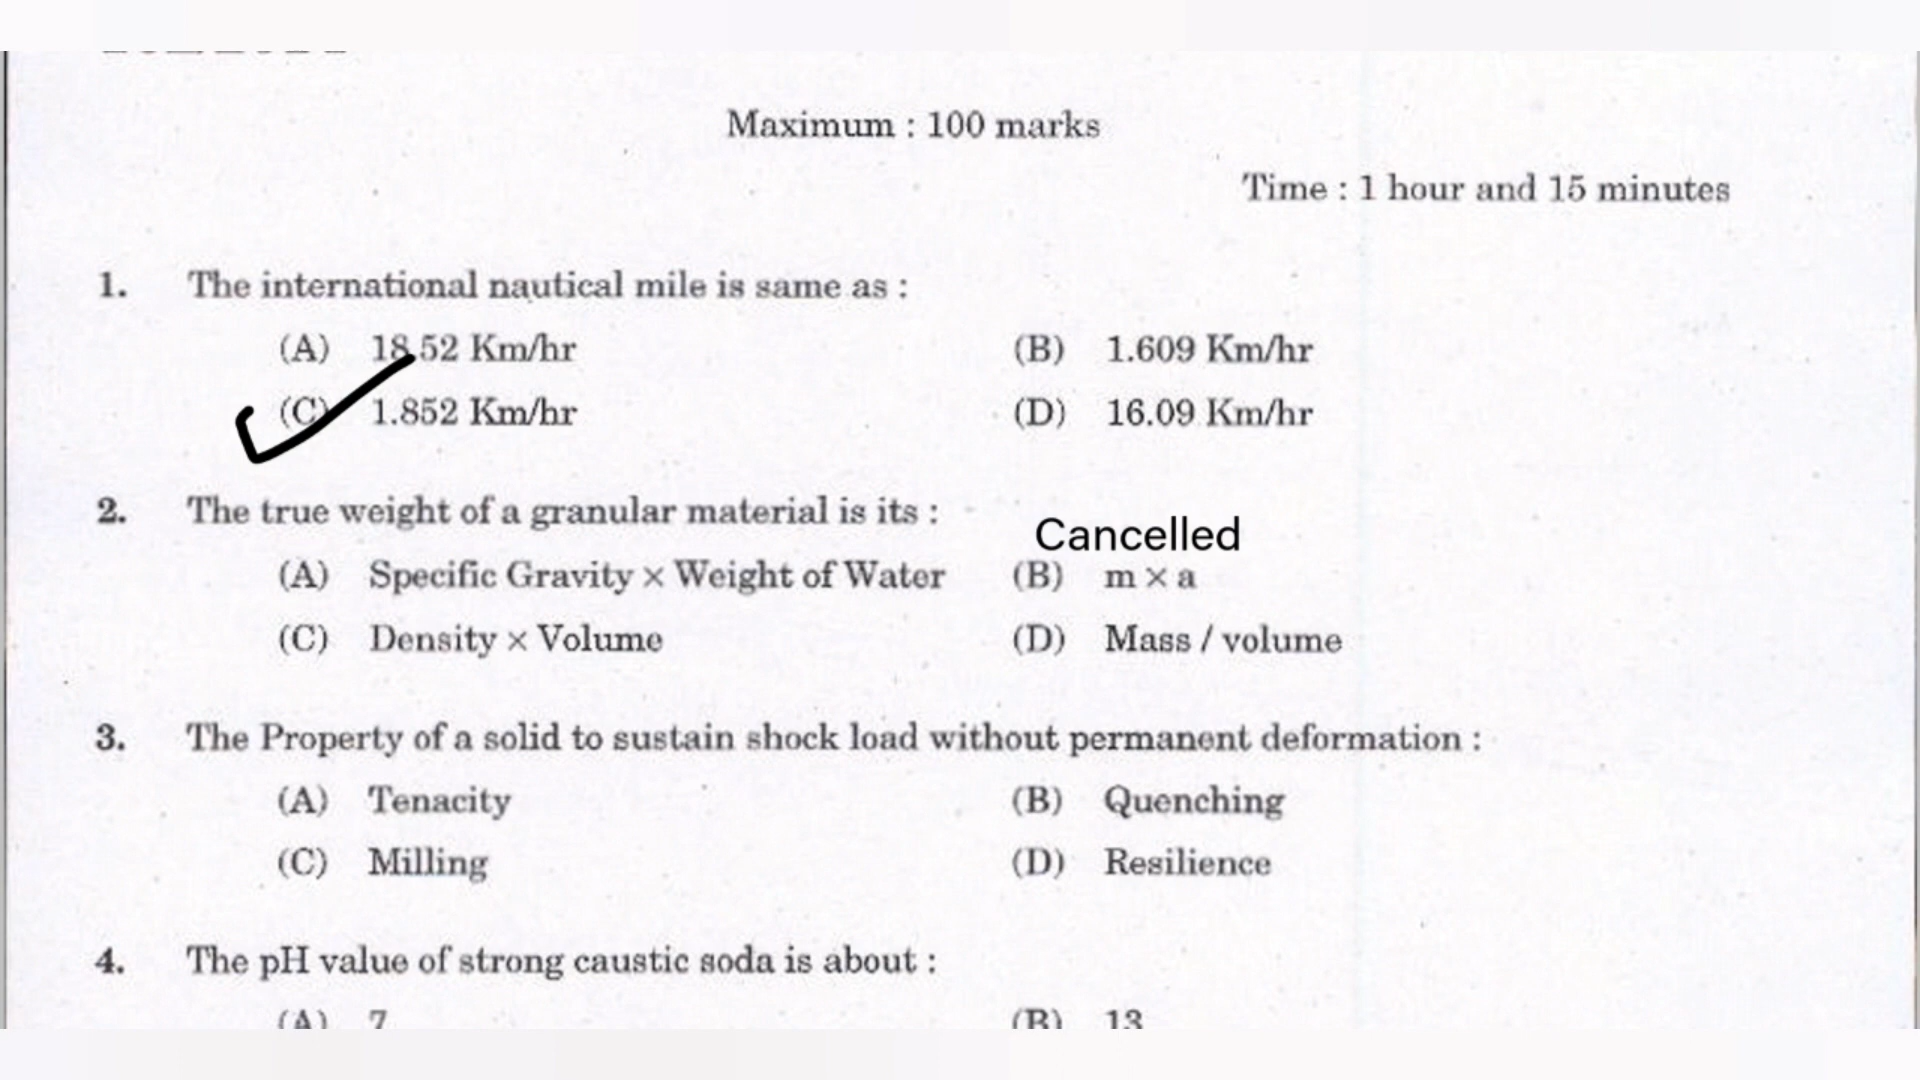 Maximum : 100 marks
Time : 1 hour and 15 minutes
1. The international nautical mile is same as :
(A) 18.52 Km/hr (B) 1.609 Km/hr
(C) 1.852 Km/hr (D) 16.09 Km/hr
2. The true weight of a granular material is its :
Cancelled
(A) Specific Gravity × Weight of Water (B) m × a
(C) Density × Volume (D) Mass / volume
3. The Property of a solid to sustain shock load without permanent deformation :
(A) Tenacity (B) Quenching
(C) Milling (D) Resilience
4. The pH value of strong caustic soda is about :
(A) 7 (B) 13